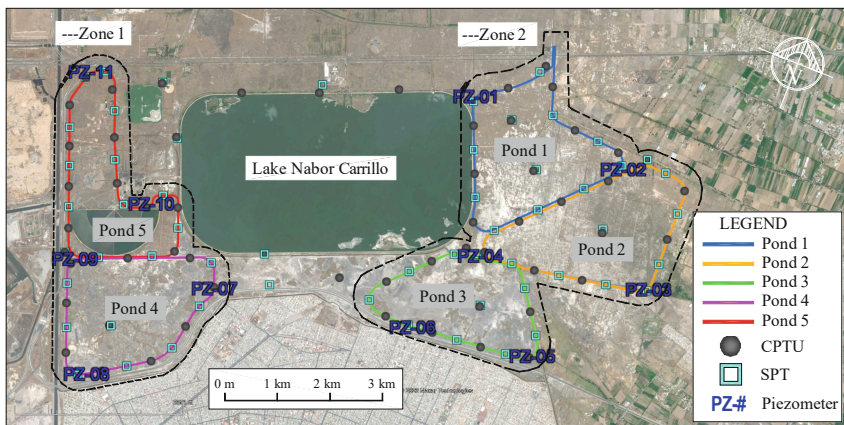 ---Zone 1
---Zone 2
PZ-11
PZ-01
N
Lake Nabor Carrillo
Pond 1
PZ-02
PZ-10
Pond 5
Pond 2
PZ-09
PZ-04
PZ-07
PZ-03
Pond 4
Pond 3
PZ-06
PZ-05
PZ-08
0 m 1 km 2 km 3 km
LEGEND
Pond 1
Pond 2
Pond 3
Pond 4
Pond 5
CPTU
SPT
PZ-# Piezometer